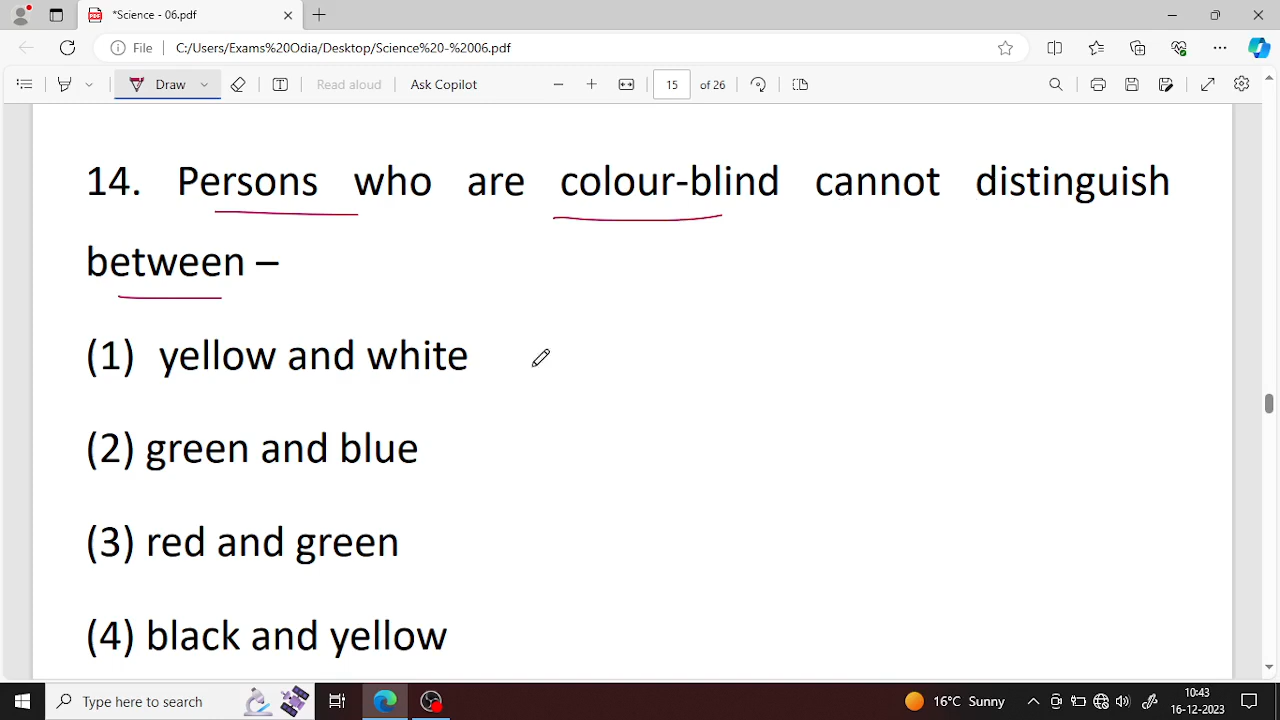 *Science - 06.pdf
File C:/Users/Exams%20Odia/Desktop/Science%20-%2006.pdf
Draw Read aloud Ask Copilot 15 of 26
14. Persons who are colour-blind cannot distinguish
between –
(1) yellow and white
(2) green and blue
(3) red and green
(4) black and yellow
Type here to search 16°C Sunny 10:43
16-12-2023